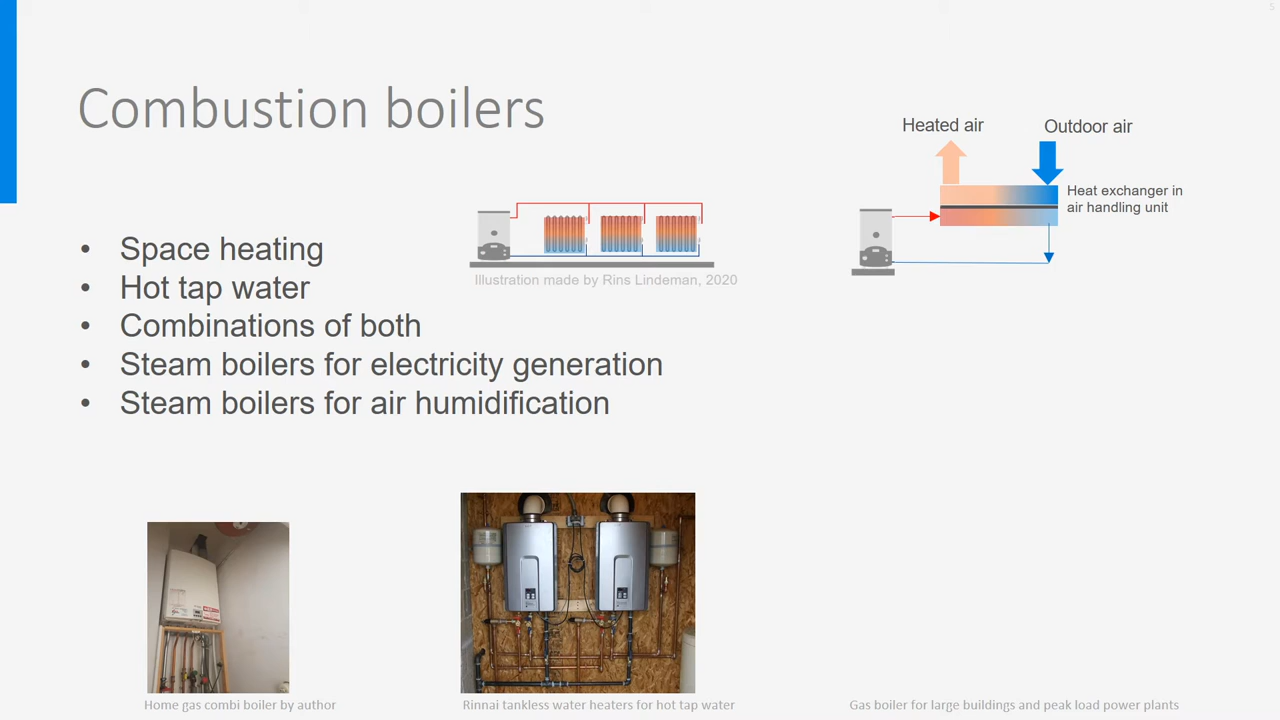 Combustion boilers
Heated air
Outdoor air
Heat exchanger in
air handling unit
Illustration made by Rins Lindeman, 2020
• Space heating
• Hot tap water
• Combinations of both
• Steam boilers for electricity generation
• Steam boilers for air humidification
Home gas combi boiler by author
Rinnai tankless water heaters for hot tap water
Gas boiler for large buildings and peak load power plants